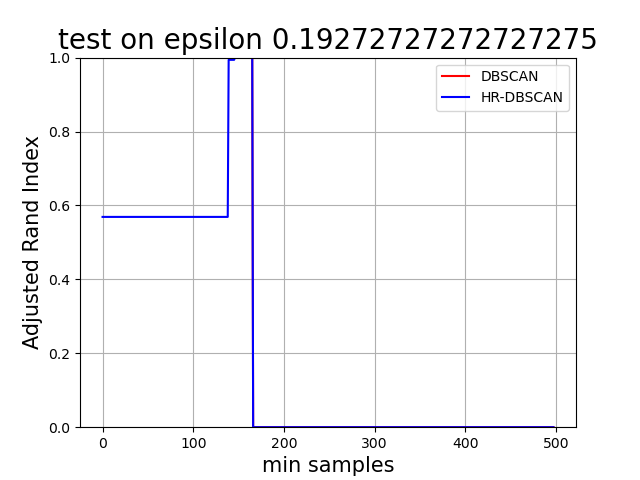 test on epsilon 0.19272727272727275
1.0
0.8
0.6
0.4
0.2
0.0
Adjusted Rand Index
DBSCAN
HR-DBSCAN
0 100 200 300 400 500
min samples